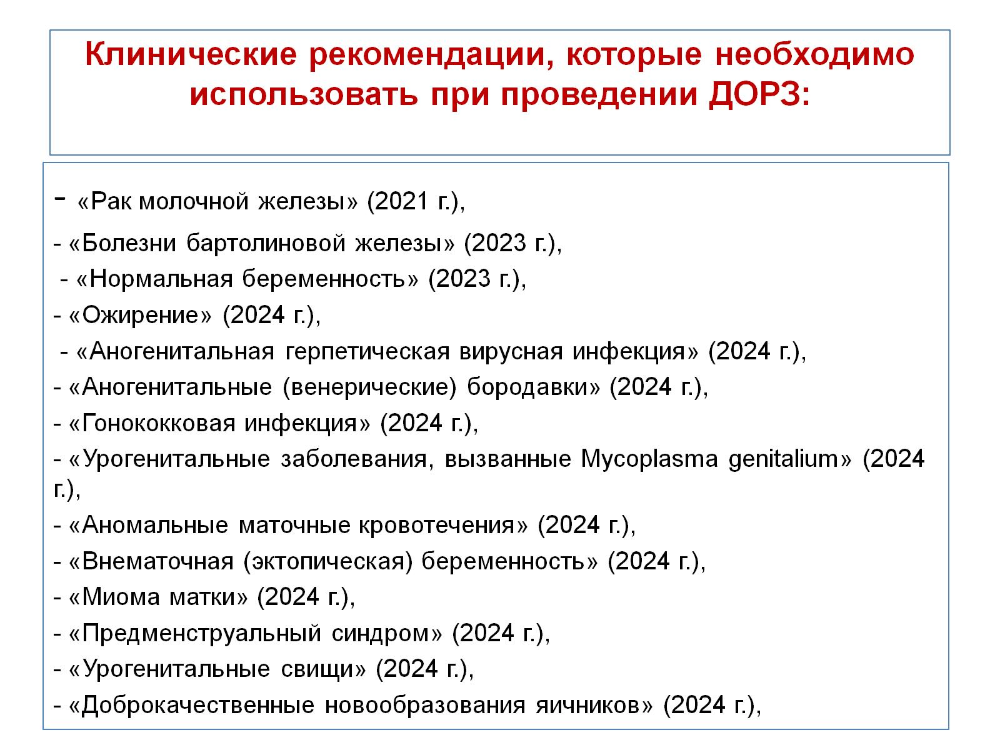 Клинические рекомендации, которые необходимо
использовать при проведении ДОРЗ:
- «Рак молочной железы» (2021 г.),
- «Болезни бартолиновой железы» (2023 г.),
- «Нормальная беременность» (2023 г.),
- «Ожирение» (2024 г.),
- «Аногенитальная герпетическая вирусная инфекция» (2024 г.),
- «Аногенитальные (венерические) бородавки» (2024 г.),
- «Гонококковая инфекция» (2024 г.),
- «Урогенитальные заболевания, вызванные Mycoplasma genitalium» (2024
г.),
- «Аномальные маточные кровотечения» (2024 г.),
- «Внематочная (эктопическая) беременность» (2024 г.),
- «Миома матки» (2024 г.),
- «Предменструальный синдром» (2024 г.),
- «Урогенитальные свищи» (2024 г.),
- «Доброкачественные новообразования яичников» (2024 г.),